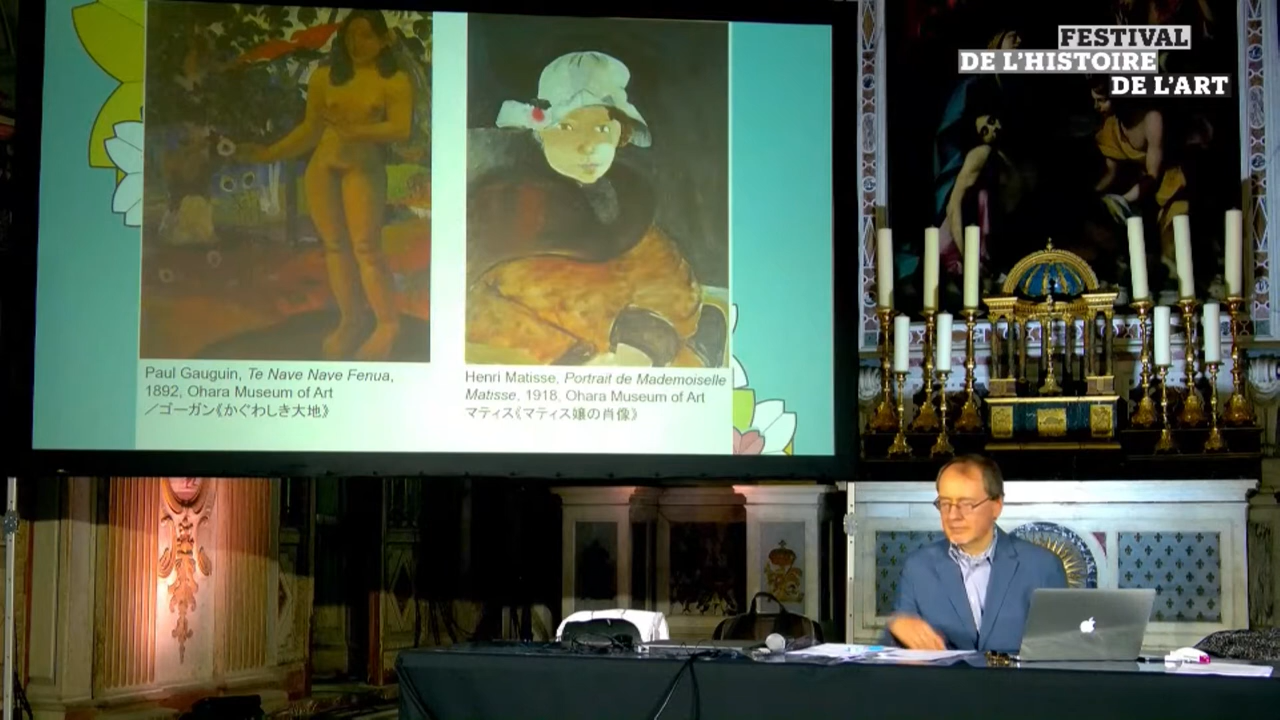 FESTIVAL
DE L'HISTOIRE
DE L'ART
Paul Gauguin, Te Nave Nave Fenua,
1892, Ohara Museum of Art
／ゴーガン《かぐわしき大地》
Henri Matisse, Portrait de Mademoiselle
Matisse, 1918, Ohara Museum of Art
マティス《マティス嬢の肖像》